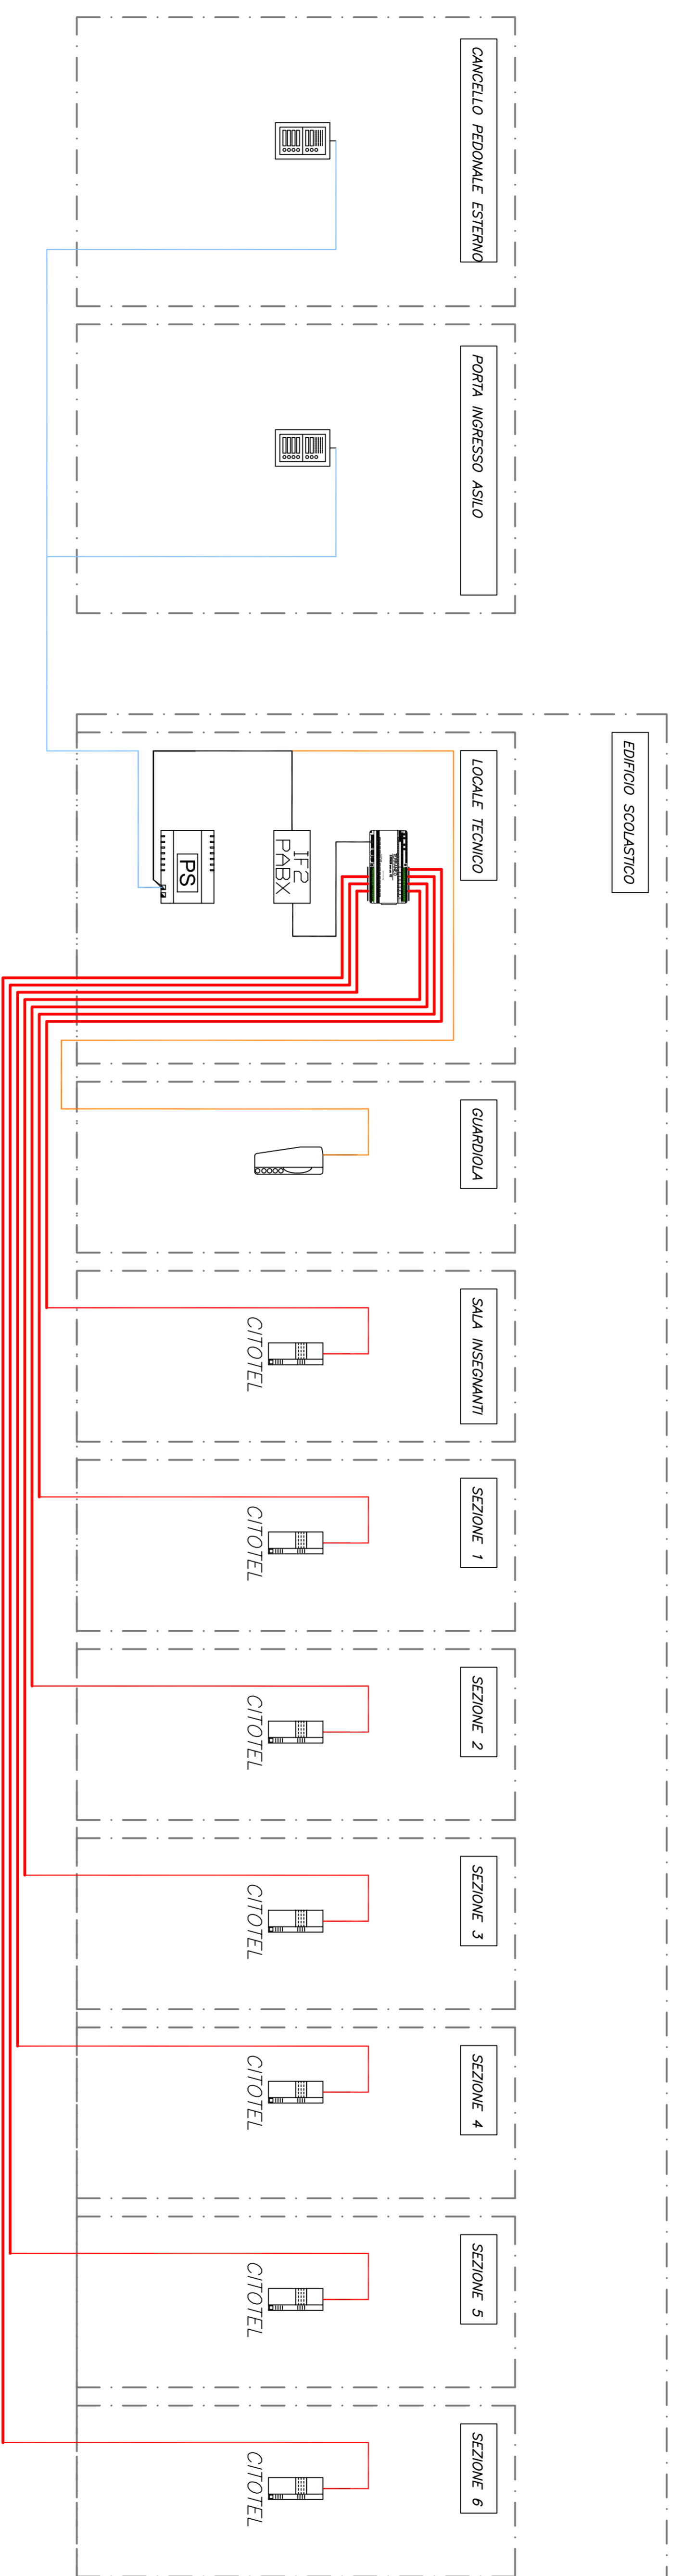 EDIFICIO SCOLASTICO
CANCELLO PEDONALE ESTERNO
PORTA INGRESSO ASILO
LOCALE TECNICO
GUARDIOLA
SALA INSEGNANTI
SEZIONE 1
SEZIONE 2
SEZIONE 3
SEZIONE 4
SEZIONE 5
SEZIONE 6
IF2
PABX
PS
CITOTEL
CITOTEL
CITOTEL
CITOTEL
CITOTEL
CITOTEL
CITOTEL